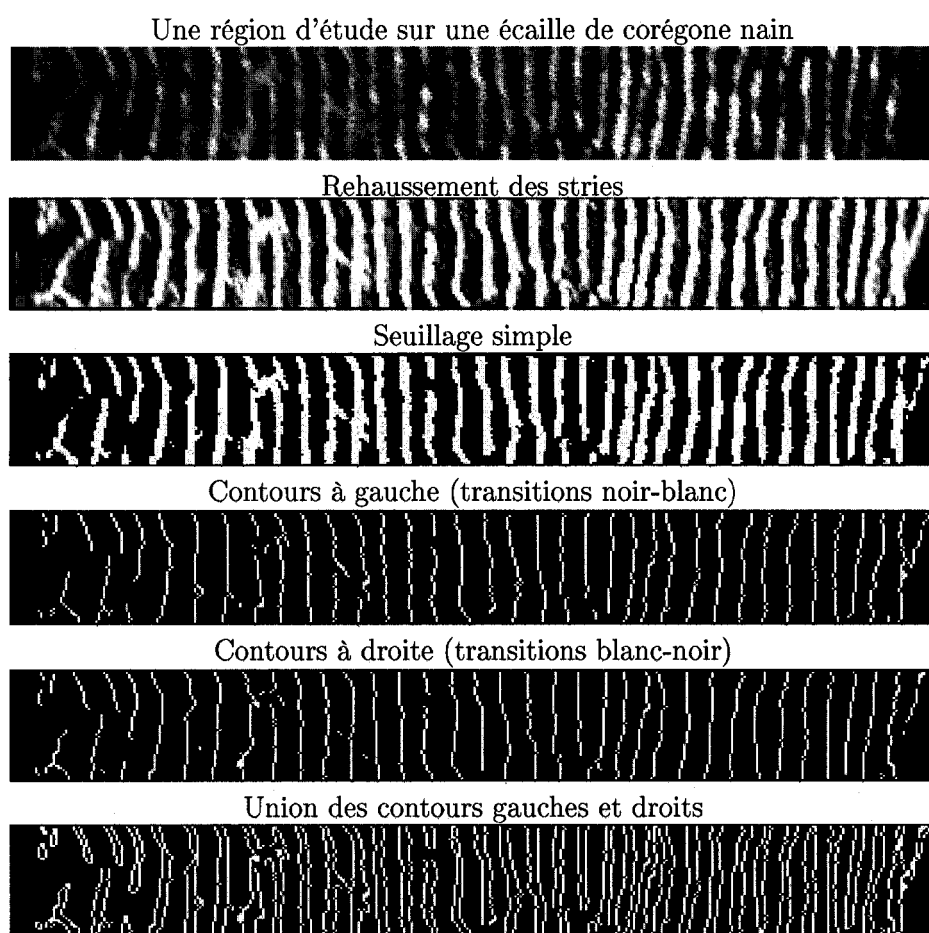 Une région d'étude sur une écaille de corégone nain
Rehaussement des stries
Seuillage simple
Contours à gauche (transitions noir-blanc)
Contours à droite (transitions blanc-noir)
Union des contours gauches et droits